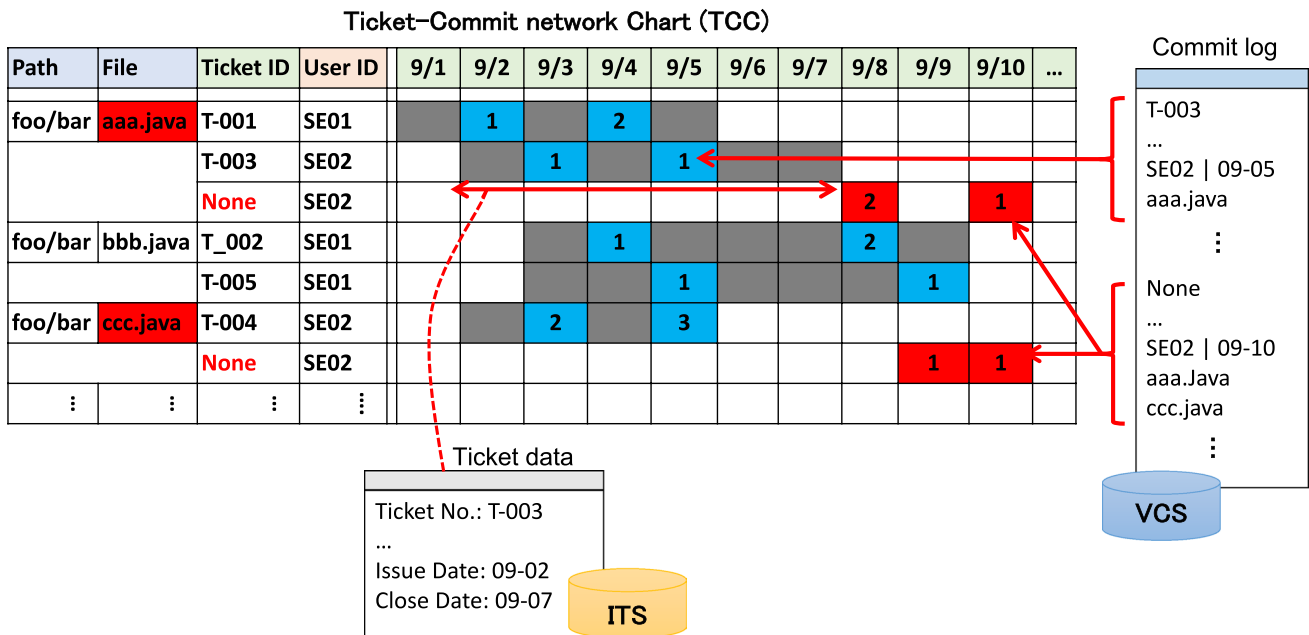 Ticket-Commit network Chart (TCC)
Path File Ticket ID User ID 9/1 9/2 9/3 9/4 9/5 9/6 9/7 9/8 9/9 9/10 ...
foo/bar aaa.java T-001 SE01 1 2
T-003 SE02 1 1
None SE02 2 1
foo/bar bbb.java T_002 SE01 1 2
T-005 SE01 1 1
foo/bar ccc.java T-004 SE02 2 3
None SE02 1 1
⋮ ⋮ ⋮ ⋮
Commit log
T-003
...
SE02 | 09-05
aaa.java
⋮
None
...
SE02 | 09-10
aaa.Java
ccc.java
⋮
VCS
Ticket data
Ticket No.: T-003
...
Issue Date: 09-02
Close Date: 09-07
ITS